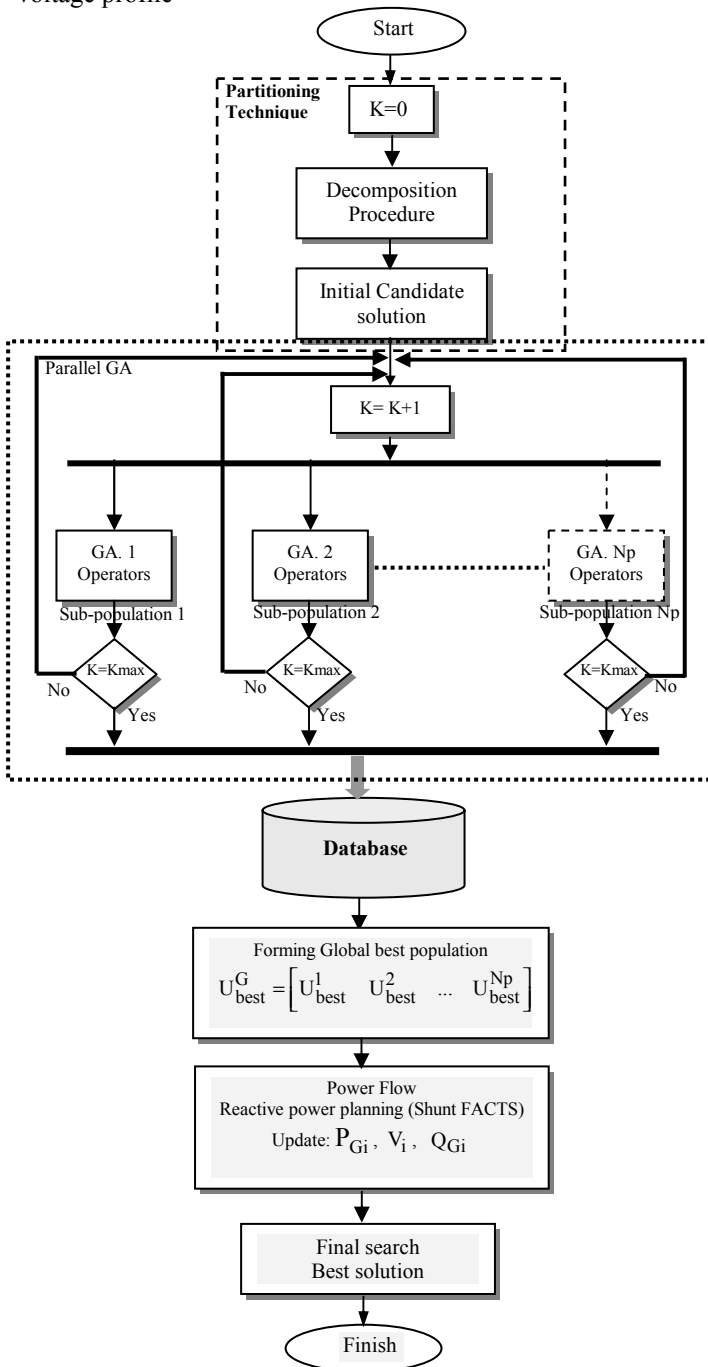 voltage profile
Start
Partitioning
Technique
K=0
Decomposition
Procedure
Initial Candidate
solution
Parallel GA
K= K+1
GA. 1
Operators
GA. 2
Operators
GA. Np
Operators
Sub-population 1
Sub-population 2
Sub-population Np
K=Kmax
K=Kmax
K=Kmax
No
No
No
Yes
Yes
Yes
Database
Forming Global best population
U^G_best = [U^1_best U^2_best ... U^Np_best]
Power Flow
Reactive power planning (Shunt FACTS)
Update: P_Gi , V_i , Q_Gi
Final search
Best solution
Finish